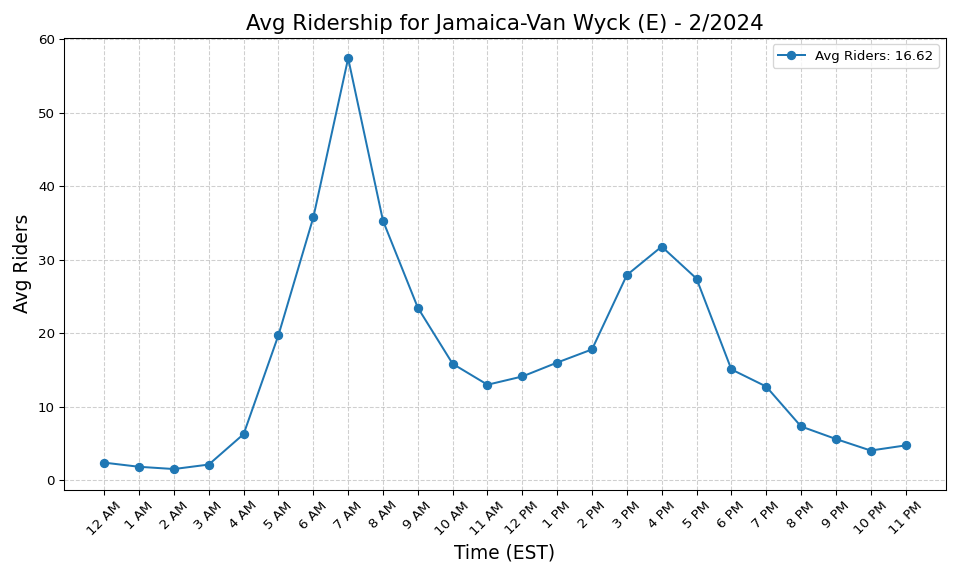 Avg Ridership for Jamaica-Van Wyck (E) - 2/2024
Avg Riders: 16.62
Avg Riders
60
50
40
30
20
10
0
12 AM
1 AM
2 AM
3 AM
4 AM
5 AM
6 AM
7 AM
8 AM
9 AM
10 AM
11 AM
12 PM
1 PM
2 PM
3 PM
4 PM
5 PM
6 PM
7 PM
8 PM
9 PM
10 PM
11 PM
Time (EST)